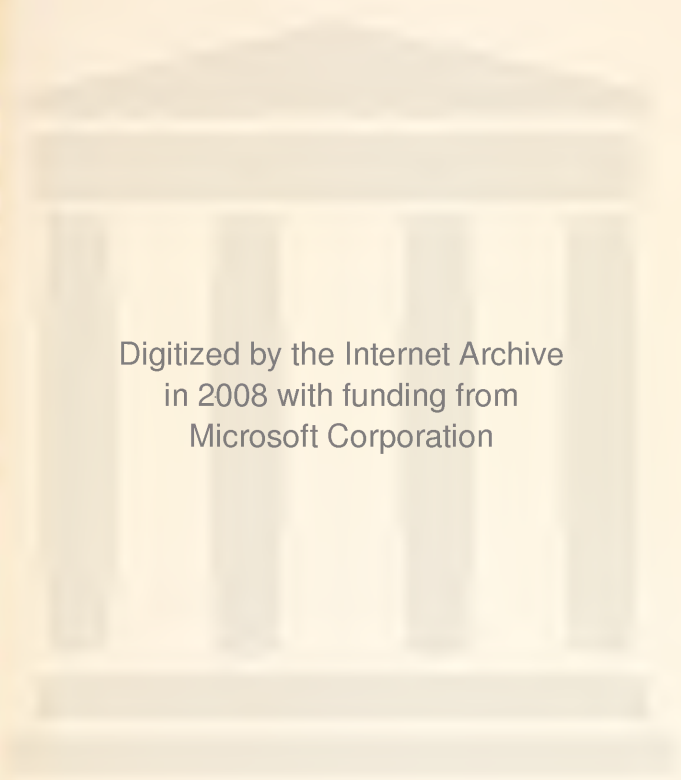 Digitized by the Internet Archive
in 2008 with funding from
Microsoft Corporation